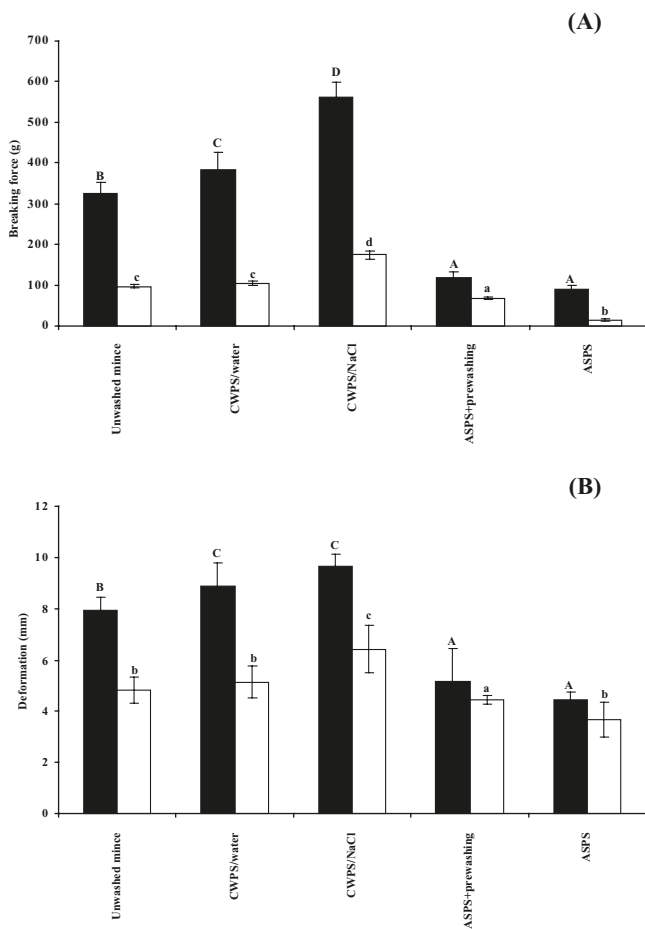 (A)
700
600
500
400
300
200
100
0
Breaking force (g)
B
c
C
c
D
d
A
a
A
b
Unwashed mince
CWPS/water
CWPS/NaCl
ASPS+prewashing
ASPS
(B)
12
10
8
6
4
2
0
Deformation (mm)
B
b
C
b
C
c
A
a
A
b
Unwashed mince
CWPS/water
CWPS/NaCl
ASPS+prewashing
ASPS